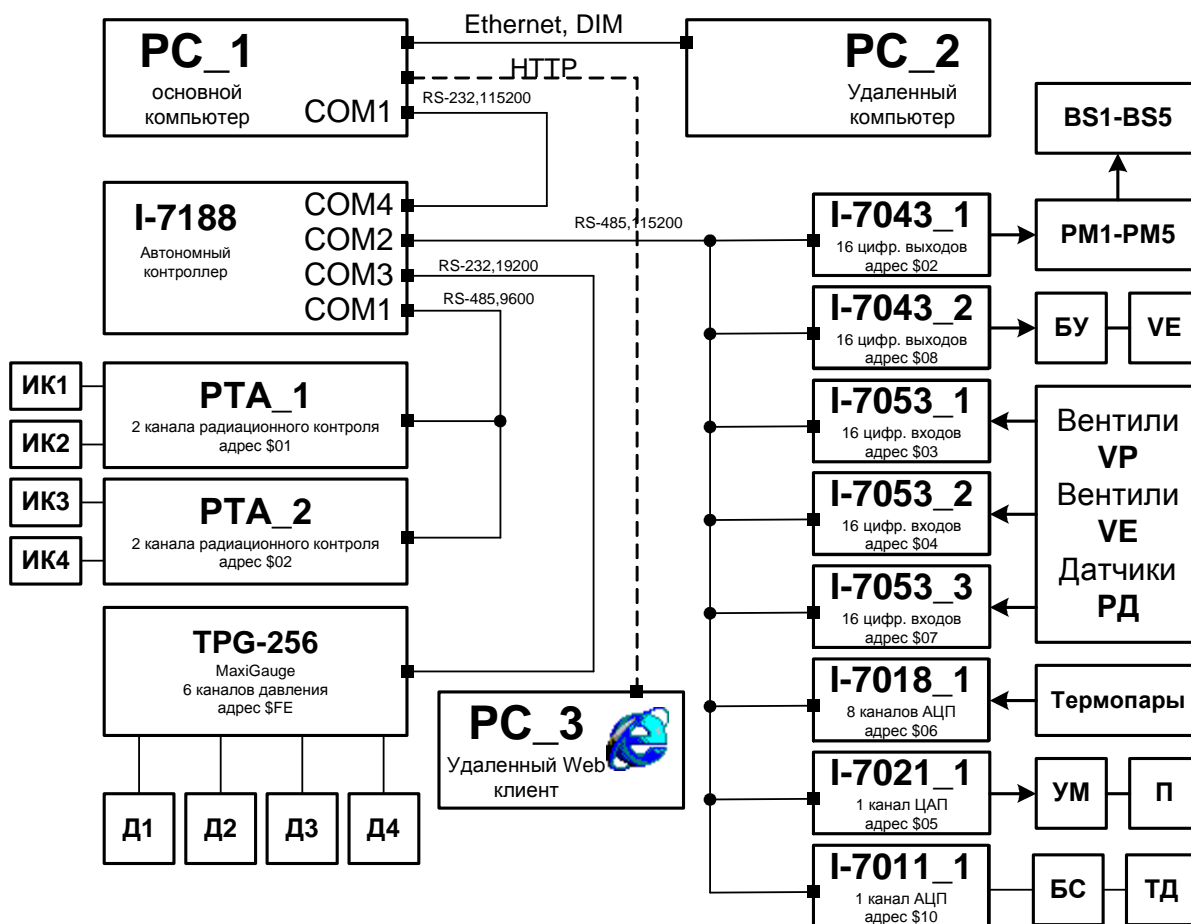 PC_1
основной
компьютер
COM1
Ethernet, DIM
HTTP
RS-232,115200
PC_2
Удаленный
компьютер
BS1-BS5
I-7188
Автономный
контроллер
COM4
COM2
COM3
COM1
RS-485,115200
RS-232,19200
RS-485,9600
I-7043_1
16 цифр. выходов
адрес $02
PM1-PM5
I-7043_2
16 цифр. выходов
адрес $08
БУ
VE
ИК1
ИК2
PTA_1
2 канала радиационного контроля
адрес $01
I-7053_1
16 цифр. входов
адрес $03
Вентили
VP
Вентили
VE
Датчики
РД
ИК3
ИК4
PTA_2
2 канала радиационного контроля
адрес $02
I-7053_2
16 цифр. входов
адрес $04
I-7053_3
16 цифр. входов
адрес $07
TPG-256
MaxiGauge
6 каналов давления
адрес $FE
I-7018_1
8 каналов АЦП
адрес $06
Термопары
PC_3
Удаленный Web
клиент
I-7021_1
1 канал ЦАП
адрес $05
УМ
П
Д1
Д2
Д3
Д4
I-7011_1
1 канал АЦП
адрес $10
БС
ТД